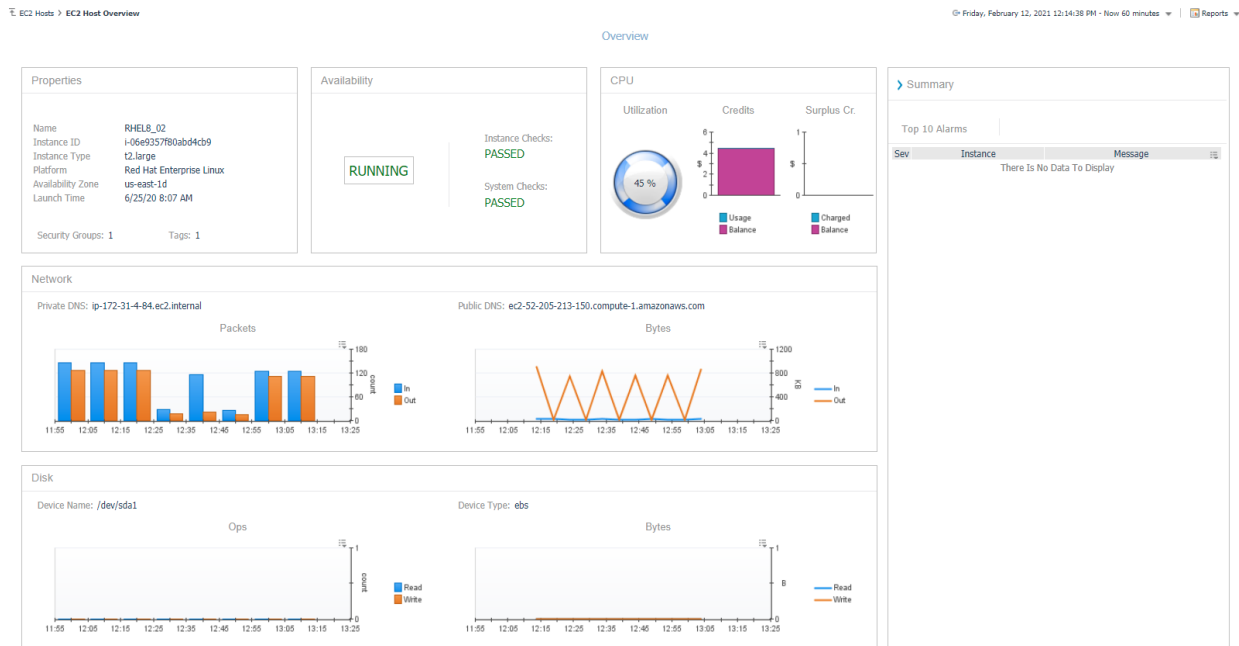 EC2 Hosts > EC2 Host Overview
Friday, February 12, 2021 12:14:38 PM - Now 60 minutes
Reports
Overview
Properties
Name RHEL8_02
Instance ID i-06e9357f80abd4cb9
Instance Type t2.large
Platform Red Hat Enterprise Linux
Availability Zone us-east-1d
Launch Time 6/25/20 8:07 AM
Security Groups: 1 Tags: 1
Availability
RUNNING
Instance Checks:
PASSED
System Checks:
PASSED
CPU
Utilization
45 %
Credits
6
4
$
2
0
Usage
Balance
Surplus Cr.
1
$
0
Charged
Balance
Summary
Top 10 Alarms
Sev Instance Message
There Is No Data To Display
Network
Private DNS: ip-172-31-4-84.ec2.internal
Public DNS: ec2-52-205-213-150.compute-1.amazonaws.com
Packets
180
120
60
0
count
In
Out
11:55 12:05 12:15 12:25 12:35 12:45 12:55 13:05 13:15 13:25
Bytes
1200
800
400
0
KB
In
Out
11:55 12:05 12:15 12:25 12:35 12:45 12:55 13:05 13:15 13:25
Disk
Device Name: /dev/sda1
Device Type: ebs
Ops
1
0
count
Read
Write
11:55 12:05 12:15 12:25 12:35 12:45 12:55 13:05 13:15 13:25
Bytes
1
0
B
Read
Write
11:55 12:05 12:15 12:25 12:35 12:45 12:55 13:05 13:15 13:25